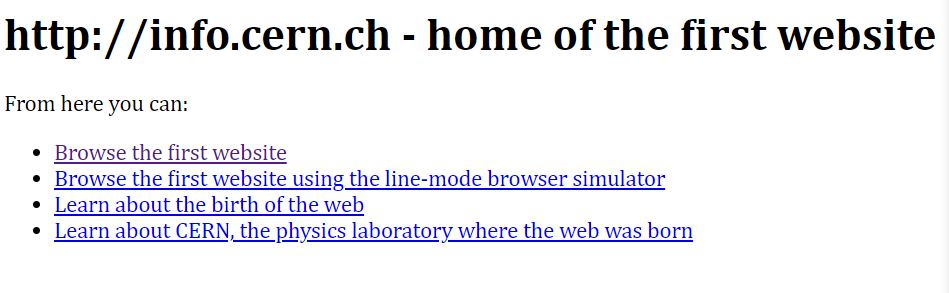 http://info.cern.ch - home of the first website
From here you can:
Browse the first website
Browse the first website using the line-mode browser simulator
Learn about the birth of the web
Learn about CERN, the physics laboratory where the web was born